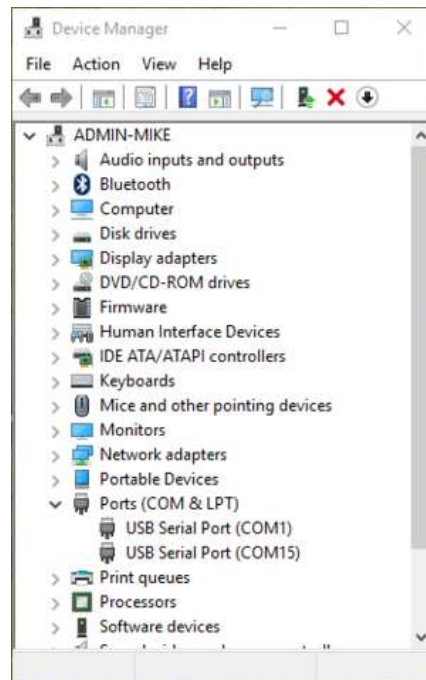 Device Manager
File Action View Help
ADMIN-MIKE
Audio inputs and outputs
Bluetooth
Computer
Disk drives
Display adapters
DVD/CD-ROM drives
Firmware
Human Interface Devices
IDE ATA/ATAPI controllers
Keyboards
Mice and other pointing devices
Monitors
Network adapters
Portable Devices
Ports (COM & LPT)
USB Serial Port (COM1)
USB Serial Port (COM15)
Print queues
Processors
Software devices